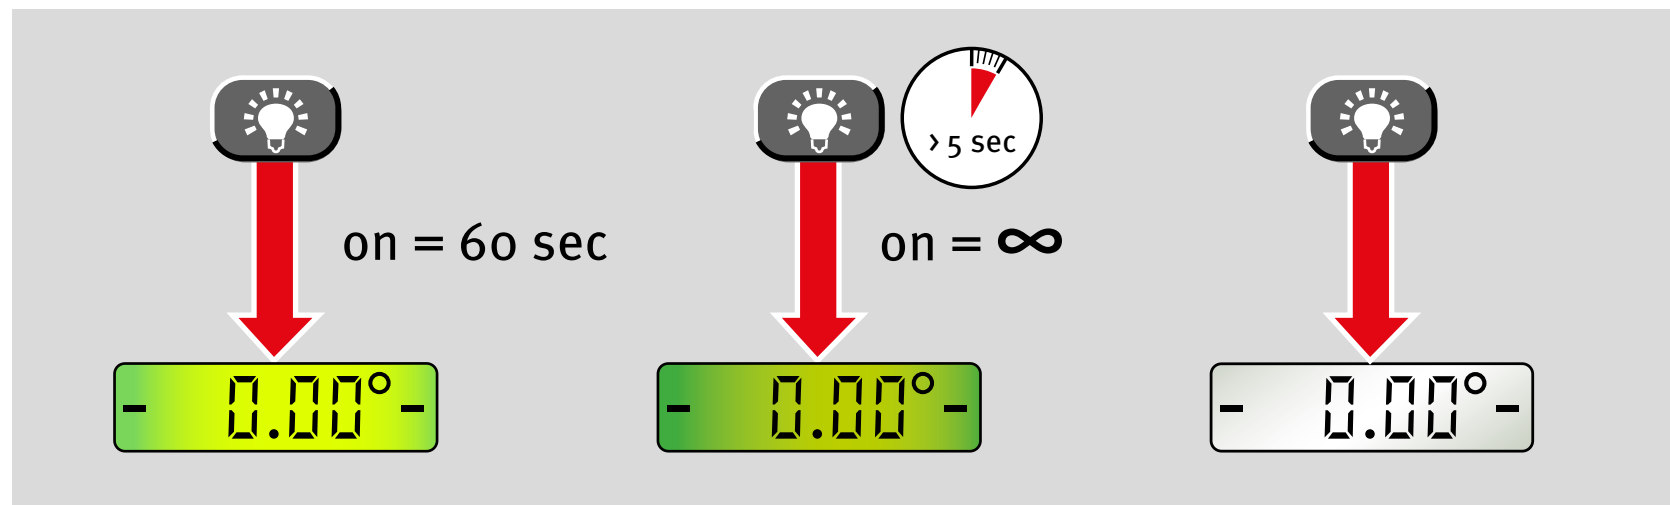 > 5 sec
on = 60 sec
on = ∞
- 0.00° -
- 0.00° -
- 0.00° -